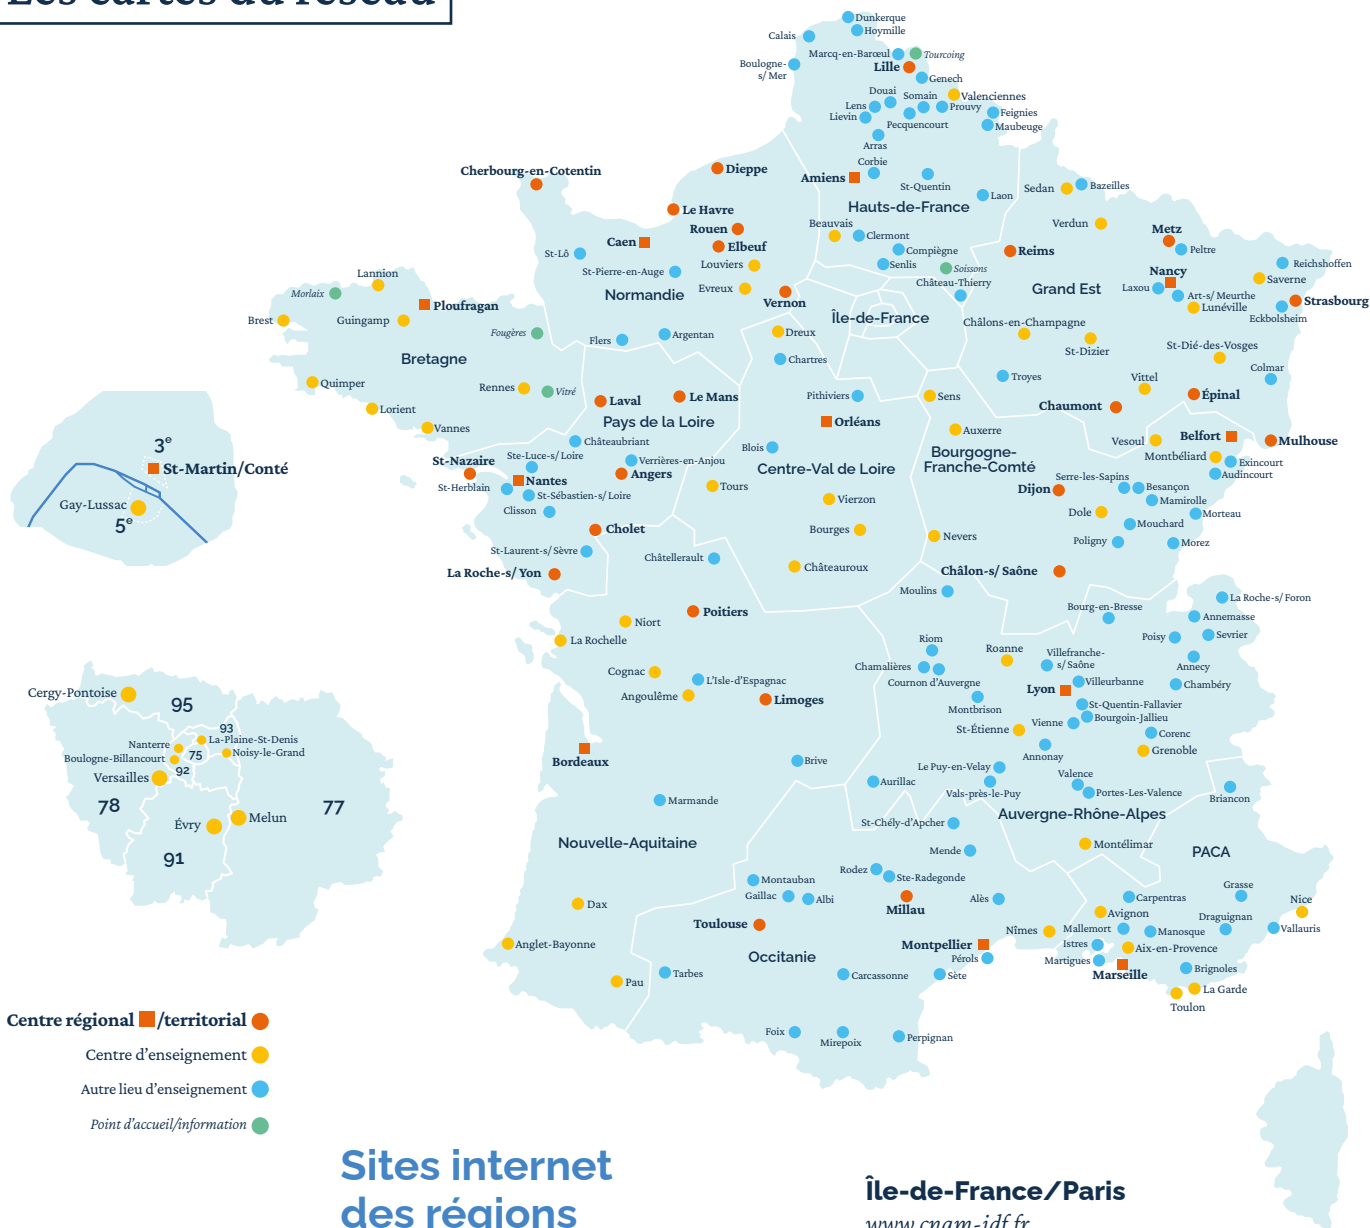 Les cartes du réseau
Dunkerque
Hoymille
Calais
Marcq-en-Barœul
Tourcoing
Boulogne-
s/ Mer
Lille
Genech
Douai
Somain
Valenciennes
Lens
Prouvy
Feignies
Lievin
Pecquencourt
Maubeuge
Arras
Corbie
Cherbourg-en-Cotentin
Dieppe
Amiens
St-Quentin
Sedan
Bazeilles
Laon
Hauts-de-France
Le Havre
Beauvais
Verdun
Rouen
Clermont
Metz
Caen
Elbeuf
Compiègne
Reims
Peltre
St-Lô
Louviers
Senlis
Soissons
Reichshoffen
St-Pierre-en-Auge
Nancy
Saverne
Lannion
Evreux
Château-Thierry
Laxou
Morlaix
Normandie
Vernon
Grand Est
Art-s/ Meurthe
Strasbourg
Ploufragan
Lunéville
Brest
Guingamp
Île-de-France
Châlons-en-Champagne
Eckbolsheim
Fougères
Argentan
Dreux
Flers
St-Dizier
St-Dié-des-Vosges
Bretagne
Chartres
Colmar
Quimper
Rennes
Vitré
Troyes
Vittel
Laval
Le Mans
Pithiviers
Sens
Épinal
Lorient
Chaumont
Pays de la Loire
Orléans
Vannes
Auxerre
Châteaubriant
Vesoul
Belfort
Mulhouse
3e
Blois
Bourgogne-
Franche-Comté
Ste-Luce-s/ Loire
Montbéliard
St-Nazaire
Verrières-en-Anjou
Exincourt
St-Martin/Conté
Centre-Val de Loire
Angers
Serre-les-Sapins
Audincourt
Nantes
St-Herblain
Tours
Dijon
Besançon
St-Sébastien-s/ Loire
Vierzon
Mamirolle
Gay-Lussac
Clisson
Dole
Morteau
5e
Cholet
Bourges
Mouchard
Nevers
Poligny
Morez
St-Laurent-s/ Sèvre
Châtellerault
Châteauroux
La Roche-s/ Yon
Châlon-s/ Saône
Moulins
La Roche-s/ Foron
Bourg-en-Bresse
Poitiers
Annemasse
Niort
La Rochelle
Riom
Poisy
Sevrier
Roanne
Villefranche-
s/ Saône
Chamalières
Annecy
Cognac
L'Isle-d'Espagnac
Cournon d'Auvergne
Villeurbanne
Chambéry
Cergy-Pontoise
Angoulême
Lyon
Limoges
Montbrison
St-Quentin-Fallavier
95
Bourgoin-Jallieu
93
St-Étienne
Vienne
Corenc
La-Plaine-St-Denis
Nanterre
Grenoble
75
Noisy-le-Grand
Annonay
Boulogne-Billancourt
Bordeaux
Brive
92
Le Puy-en-Velay
Versailles
Aurillac
Valence
Vals-près-le-Puy
Portes-Les-Valence
Briancon
78
77
Marmande
Melun
Auvergne-Rhône-Alpes
Évry
St-Chély-d'Apcher
Nouvelle-Aquitaine
Montélimar
Mende
PACA
91
Rodez
Ste-Radegonde
Montauban
Grasse
Gaillac
Albi
Alès
Carpentras
Nice
Dax
Millau
Avignon
Draguignan
Toulouse
Nîmes
Mallemort
Manosque
Vallauris
Anglet-Bayonne
Montpellier
Istres
Aix-en-Provence
Occitanie
Pérols
Martigues
Tarbes
Carcassonne
Sète
Marseille
Brignoles
Pau
La Garde
Toulon
Centre régional /territorial
Foix
Mirepoix
Perpignan
Centre d'enseignement
Autre lieu d'enseignement
Point d'accueil/information
Sites internet
des régions
Île-de-France/Paris
www.cnam-idf.fr